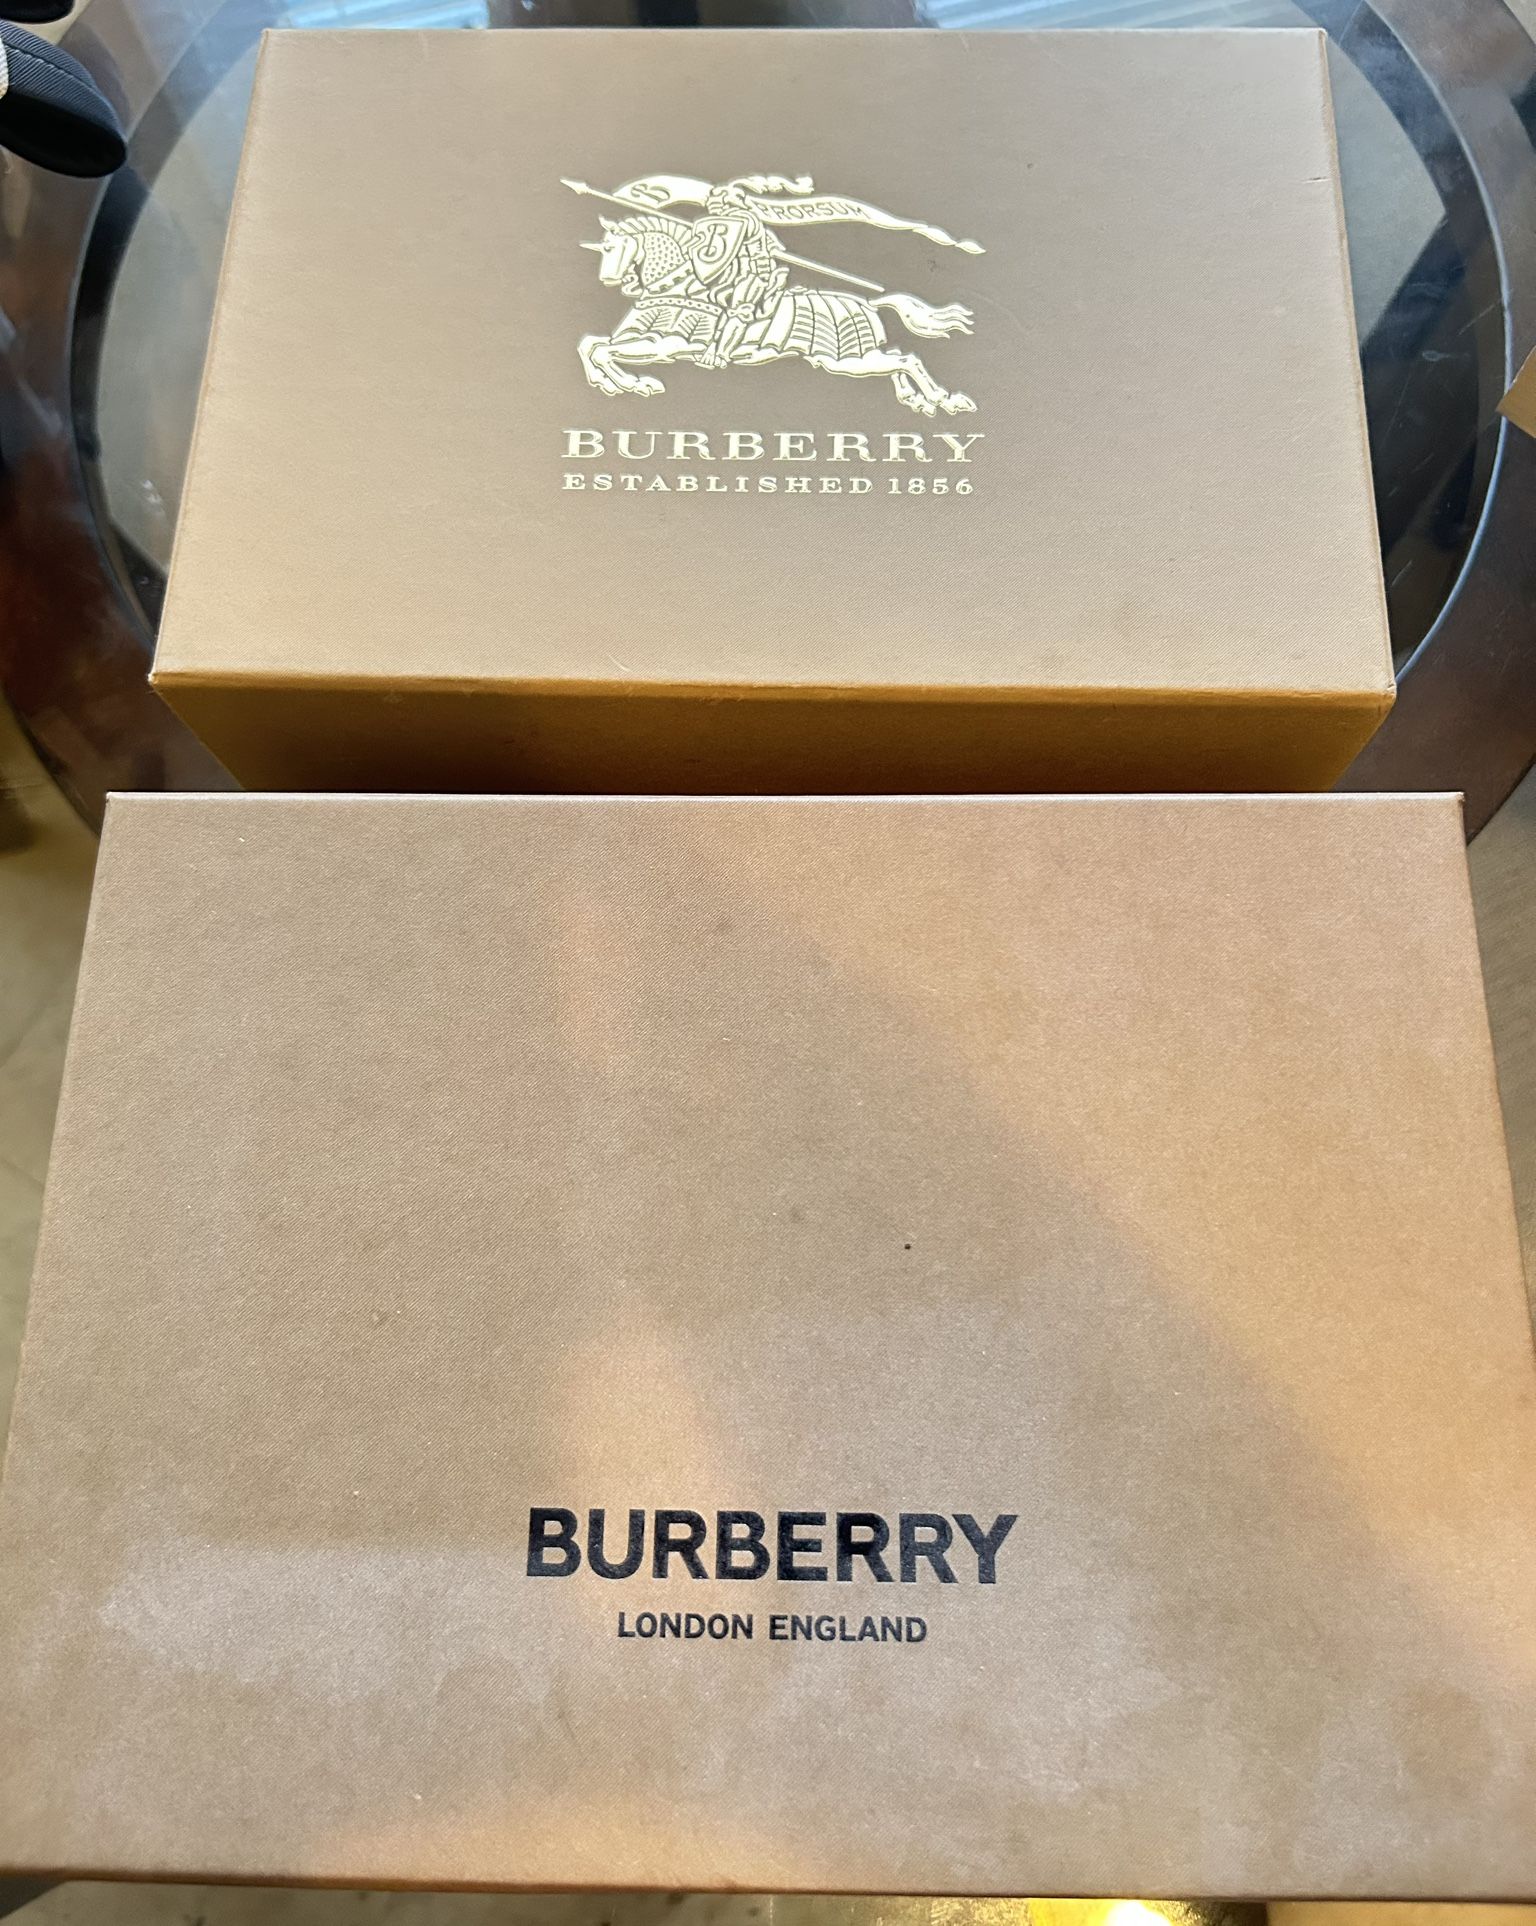 B
PRORSUM
B
BURBERRY
ESTABLISHED 1856
BURBERRY
LONDON ENGLAND